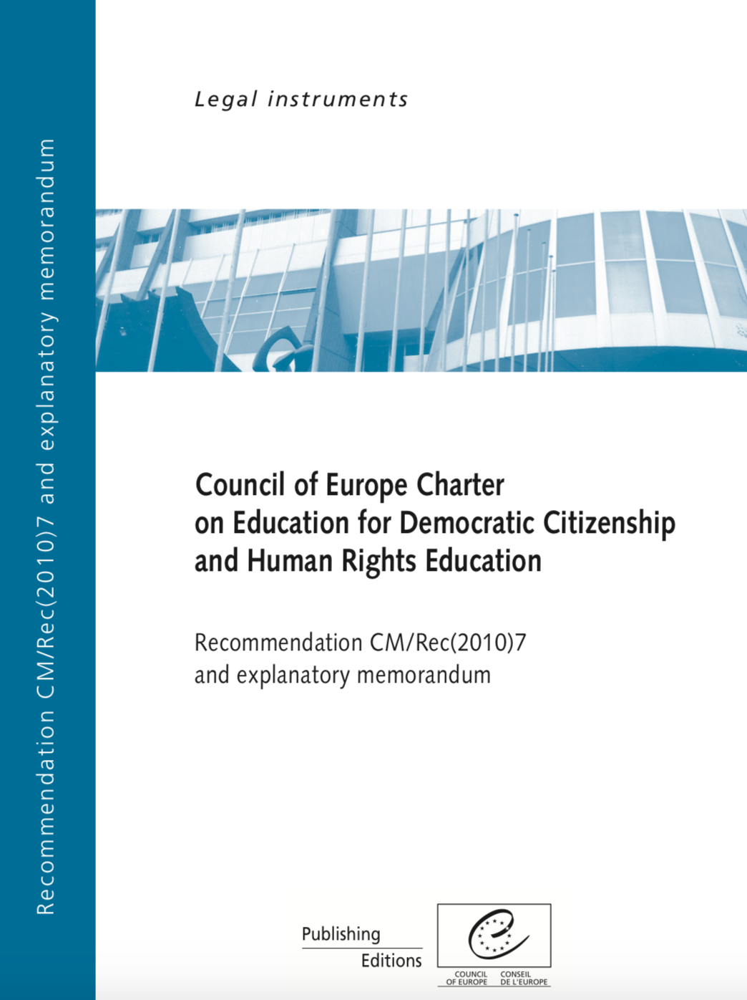 Recommendation CM/Rec(2010)7 and explanatory memorandum
Legal instruments
Council of Europe Charter
on Education for Democratic Citizenship
and Human Rights Education
Recommendation CM/Rec(2010)7
and explanatory memorandum
Publishing
Editions
COUNCIL
OF EUROPE
CONSEIL
DE L'EUROPE